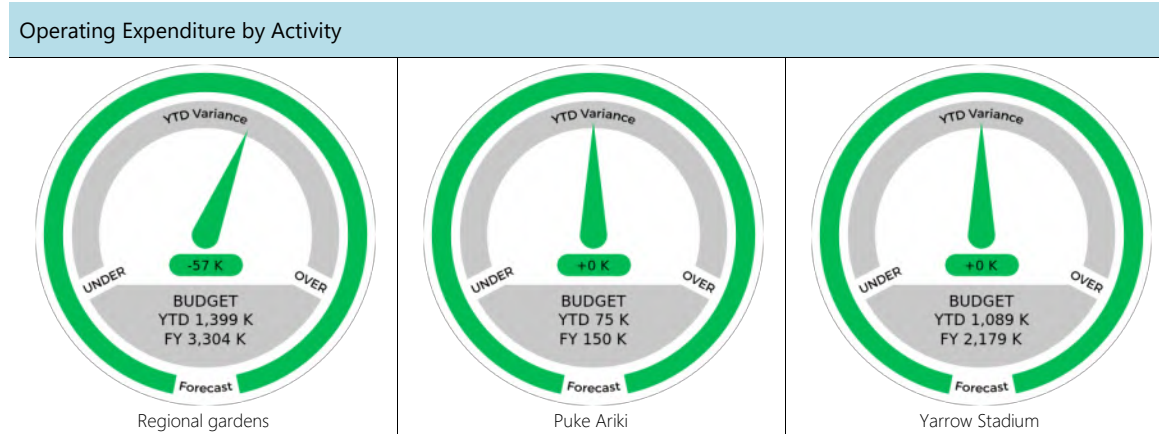 Operating Expenditure by Activity
YTD Variance
-57 K
UNDER
OVER
BUDGET
YTD 1,399 K
FY 3,304 K
Forecast
Regional gardens
YTD Variance
+0 K
UNDER
OVER
BUDGET
YTD 75 K
FY 150 K
Forecast
Puke Ariki
YTD Variance
+0 K
UNDER
OVER
BUDGET
YTD 1,089 K
FY 2,179 K
Forecast
Yarrow Stadium